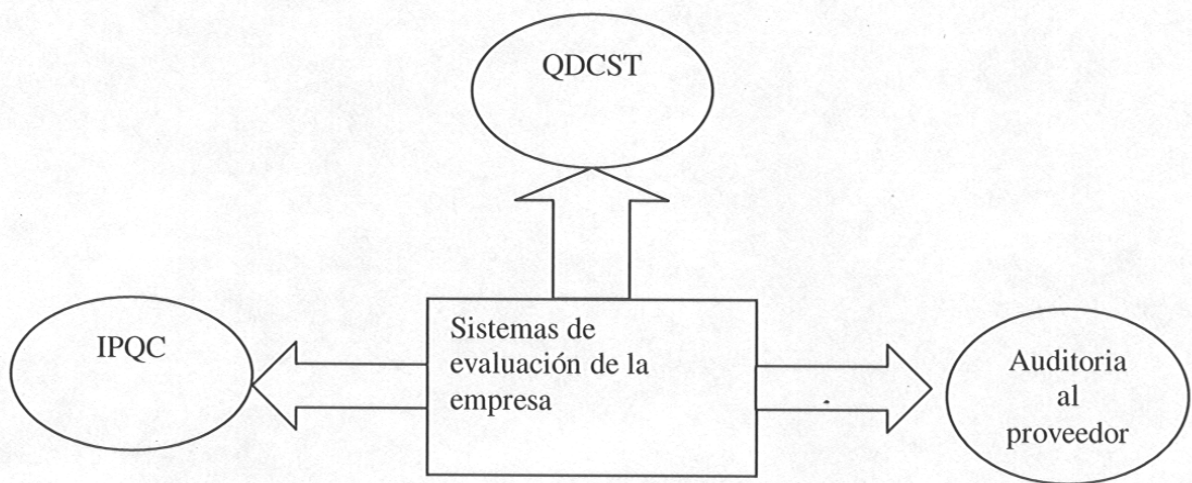 QDCST
IPQC
Sistemas de
evaluación de la
empresa
Auditoria
al
proveedor